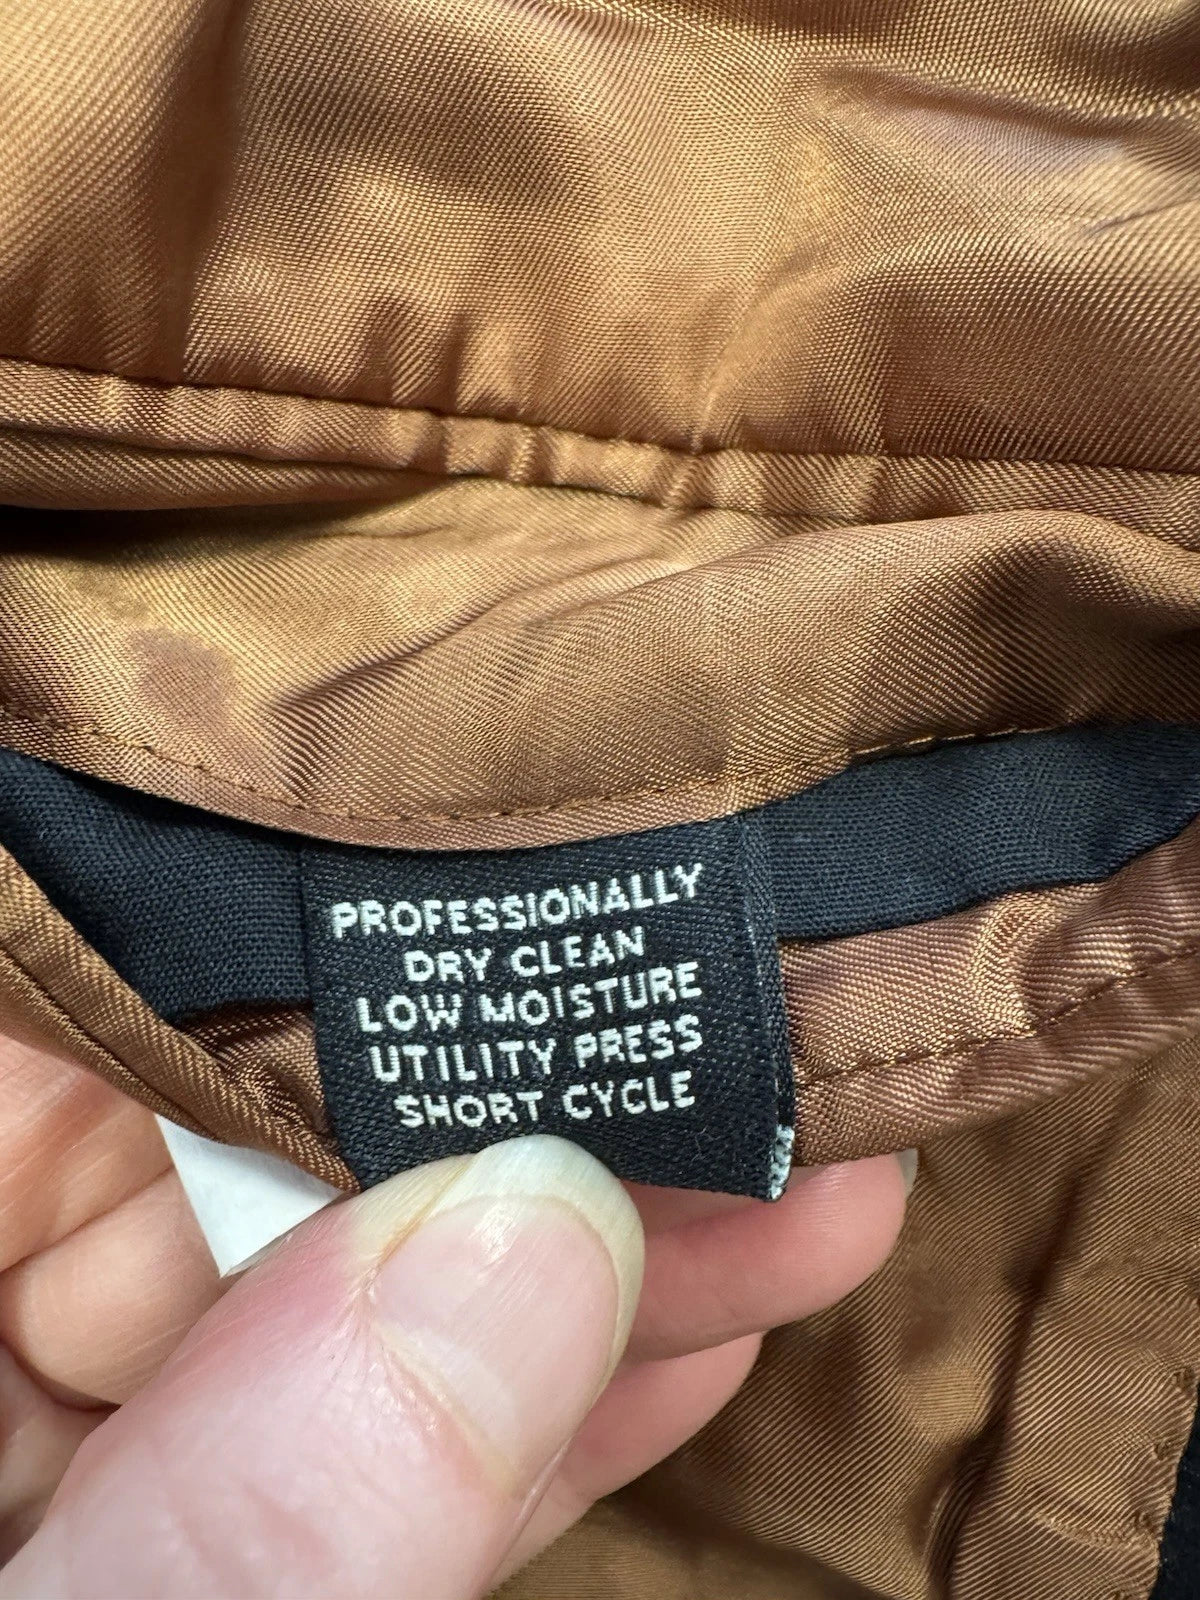 PROFESSIONALLY
DRY CLEAN
LOW MOISTURE
UTILITY PRESS
SHORT CYCLE